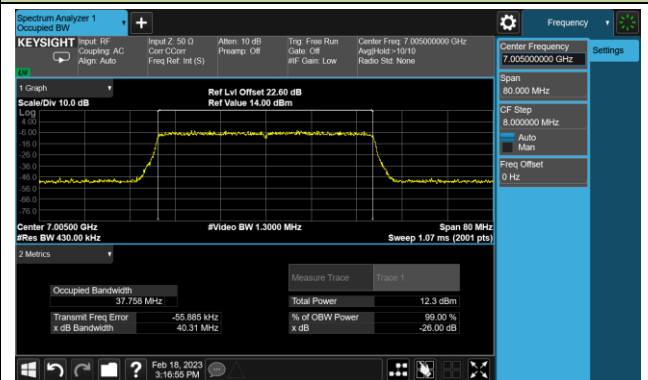 Spectrum Analyzer 1
Occupied BW
Frequency
KEYSIGHT
Input: RF
Coupling: AC
Align: Auto
Input Z: 50 Ω
Corr CCorr
Freq Ref: Int (S)
Atten: 10 dB
Preamp: Off
Trig: Free Run
Gate: Off
#IF Gain: Low
Center Freq: 7.005000000 GHz
Avg|Hold:>10/10
Radio Std: None
Center Frequency
7.005000000 GHz
Settings
Span
80.000 MHz
CF Step
8.000000 MHz
Auto
Man
Freq Offset
0 Hz
1 Graph
Scale/Div 10.0 dB
Ref Lvl Offset 22.60 dB
Ref Value 14.00 dBm
Log
4.00
-6.00
-16.0
-26.0
-36.0
-46.0
-56.0
-66.0
-76.0
Center 7.00500 GHz
#Res BW 430.00 kHz
#Video BW 1.3000 MHz
Span 80 MHz
Sweep 1.07 ms (2001 pts)
2 Metrics
Measure Trace
Trace 1
Occupied Bandwidth
37.758 MHz
Total Power
12.3 dBm
Transmit Freq Error
-55.885 kHz
% of OBW Power
99.00 %
x dB Bandwidth
40.31 MHz
x dB
-26.00 dB
Feb 18, 2023
3:16:55 PM